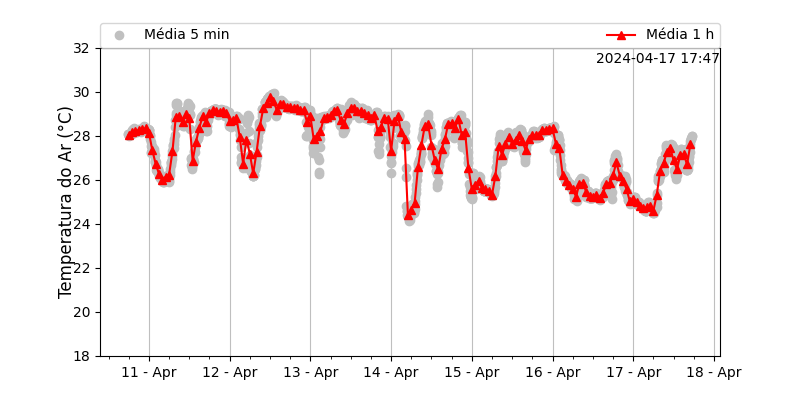 Média 5 min
Média 1 h
2024-04-17 17:47
Temperatura do Ar (°C)
32
30
28
26
24
22
20
18
11 - Apr
12 - Apr
13 - Apr
14 - Apr
15 - Apr
16 - Apr
17 - Apr
18 - Apr